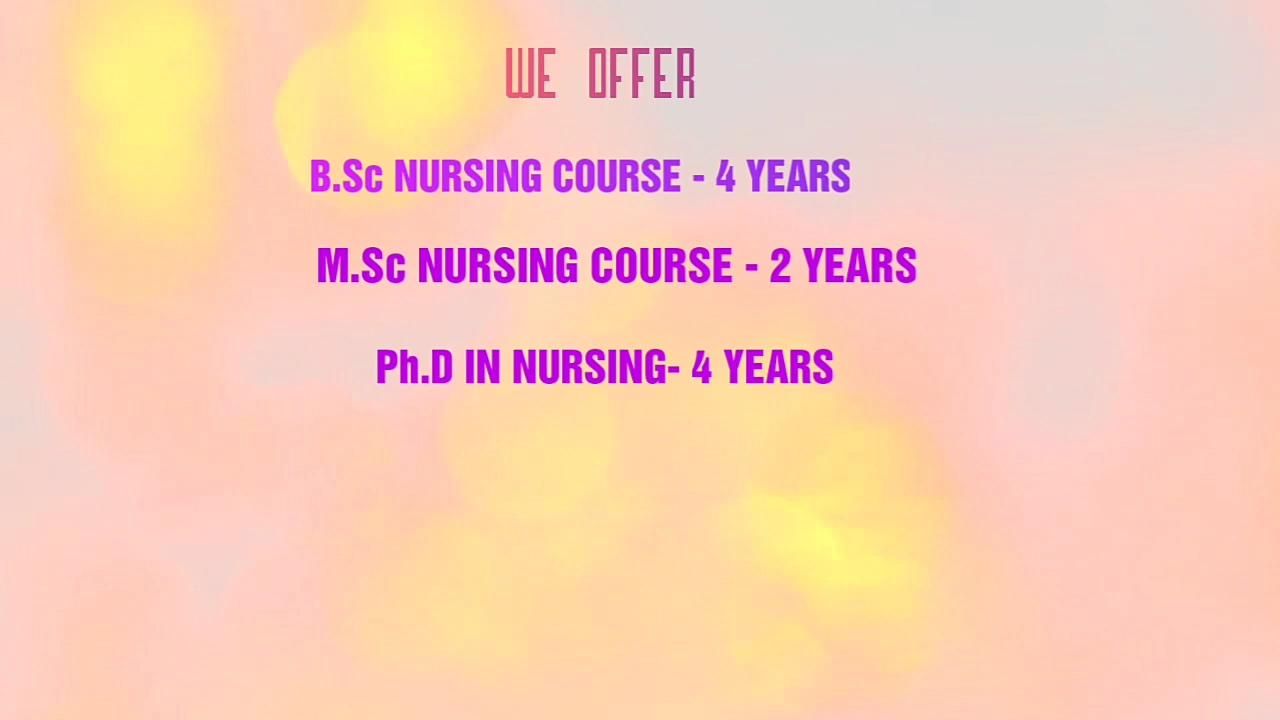 WE OFFER
B.Sc NURSING COURSE - 4 YEARS
M.Sc NURSING COURSE - 2 YEARS
Ph.D IN NURSING- 4 YEARS